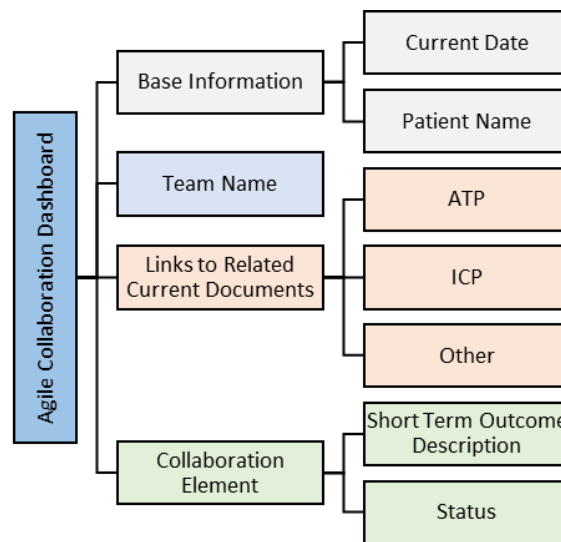 Agile Collaboration Dashboard
Base Information
Current Date
Patient Name
Team Name
Links to Related
Current Documents
ATP
ICP
Other
Collaboration
Element
Short Term Outcome
Description
Status